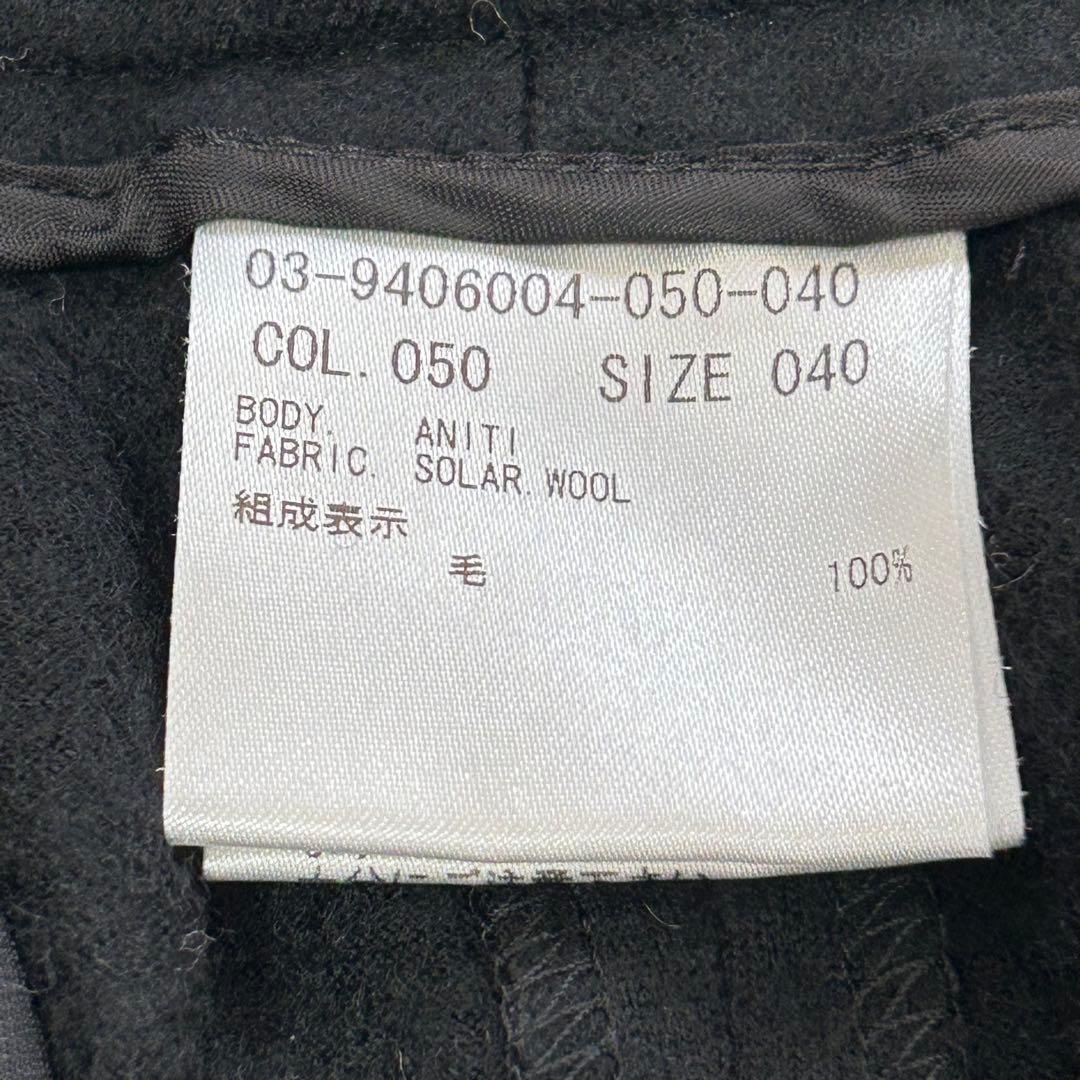 03-9406004-050-040
COL. 050 SIZE 040
BODY. ANITI
FABRIC. SOLAR.WOOL
組成表示
毛 100%